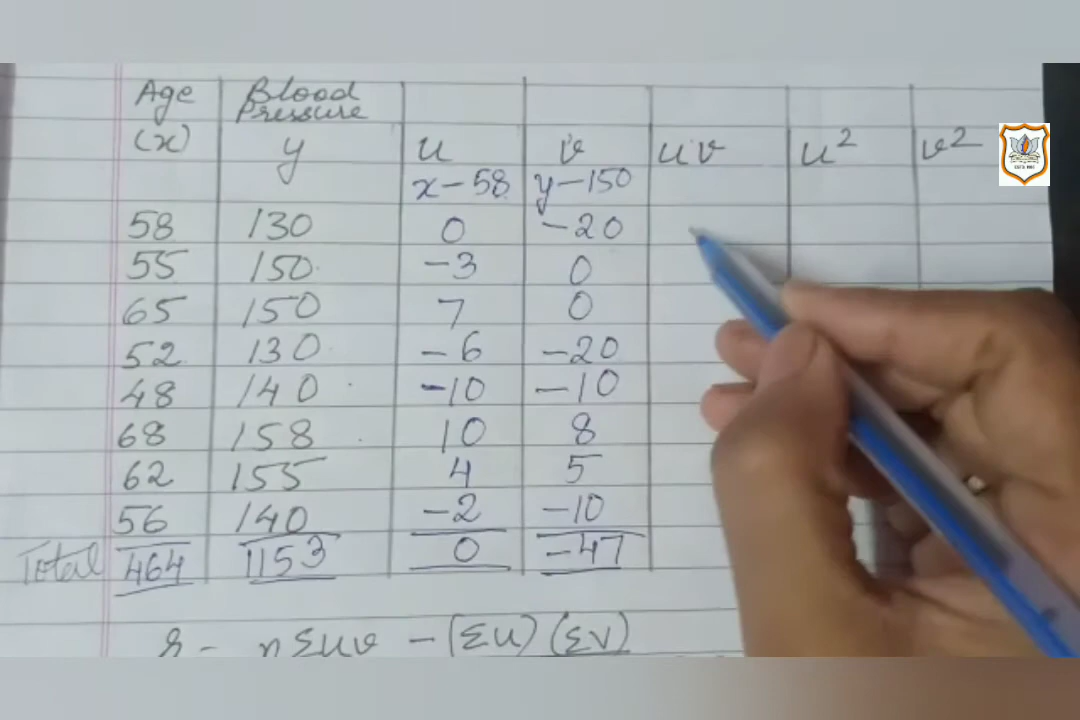 Age Blood Pressure
(x) y u v uv u² v²
x-58 y-150
58 130 0 -20
55 150 -3 0
65 150 7 0
52 130 -6 -20
48 140 -10 -10
68 158 10 8
62 155 4 5
56 140 -2 -10
Total 464 1153 0 -47
r = nΣuv - (Σu)(Σv)